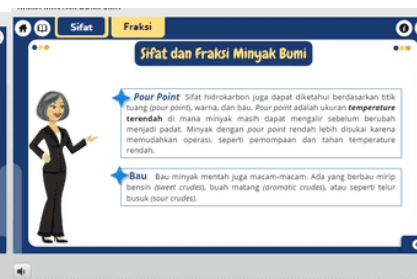 Sifat
Fraksi
Sifat dan Fraksi Minyak Bumi
Pour Point Sifat hidrokarbon juga dapat diketahui berdasarkan titik
tuang (pour point), warna, dan bau. Pour point adalah ukuran temperature
terendah di mana minyak masih dapat mengalir sebelum berubah
menjadi padat. Minyak dengan pour point rendah lebih disukai karena
memudahkan operasi, seperti pemompaan dan tahan temperature
rendah.
Bau Bau minyak mentah juga macam-macam. Ada yang berbau mirip
bensin (sweet crudes), buah matang (aromatic crudes), atau seperti telur
busuk (sour crudes).